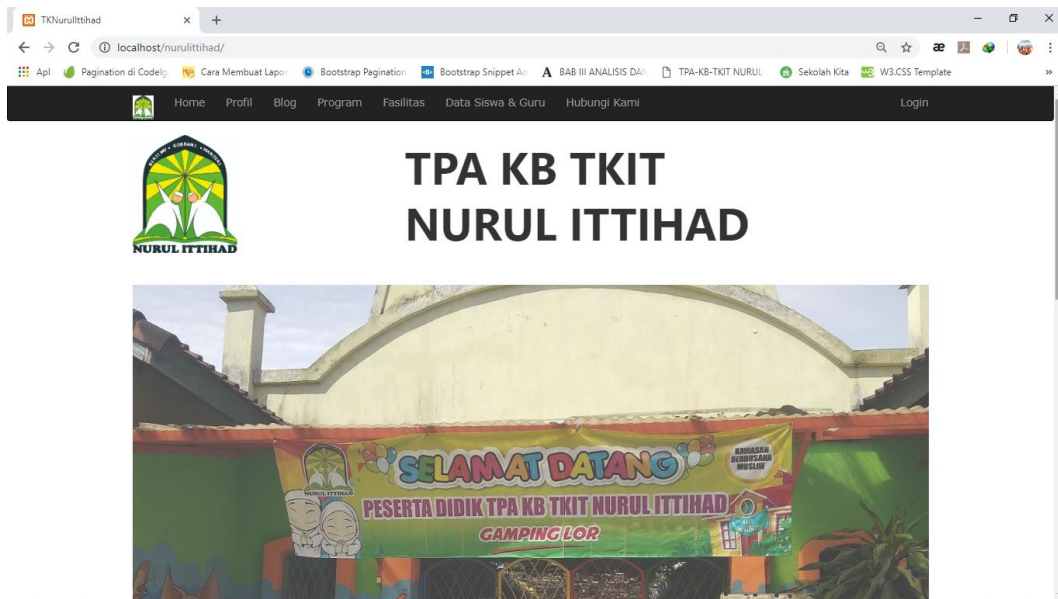 TKNurulIttihad
localhost/nurulittihad/
Apl Pagination di CodeIg Cara Membuat Lapor Bootstrap Pagination Bootstrap Snippet Ad BAB III ANALISIS DAN TPA-KB-TKIT NURUL Sekolah Kita W3.CSS Template
Home Profil Blog Program Fasilitas Data Siswa & Guru Hubungi Kami Login
NURUL ITTIHAD
TPA KB TKIT
NURUL ITTIHAD
SELAMAT DATANG
KAWASAN
BERBUSANA
MUSLIM
NURUL ITTIHAD
PESERTA DIDIK TPA KB TKIT NURUL ITTIHAD
GAMPING LOR